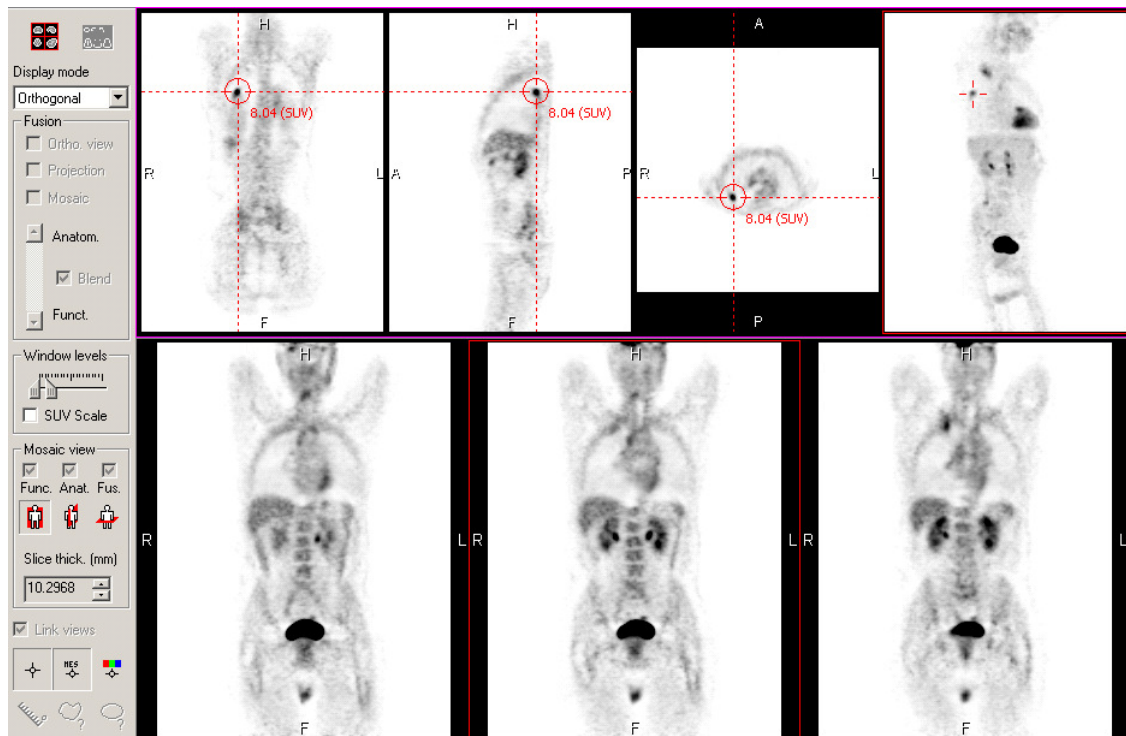 Display mode
Orthogonal
Fusion
Ortho. view
Projection
Mosaic
Anatom.
Blend
Funct.
Window levels
SUV Scale
Mosaic view
Func. Anat. Fus.
Slice thick. (mm)
10.2968
Link views
MES
?
?
H
R
L
F
8.04 (SUV)
H
A
P
F
8.04 (SUV)
A
R
L
P
8.04 (SUV)
H
R
L
F
H
R
L
F
H
R
L
F